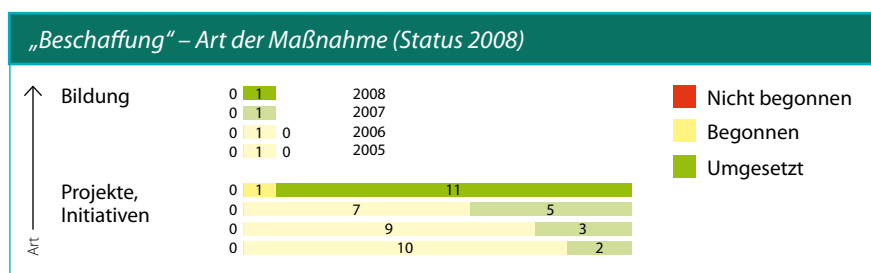 „Beschaffung“ – Art der Maßnahme (Status 2008)
Bildung 0 1 2008
0 1 2007
0 1 0 2006
0 1 0 2005
Projekte, Initiativen
0 1 11
0 7 5
0 9 3
0 10 2
Art
Nicht begonnen
Begonnen
Umgesetzt